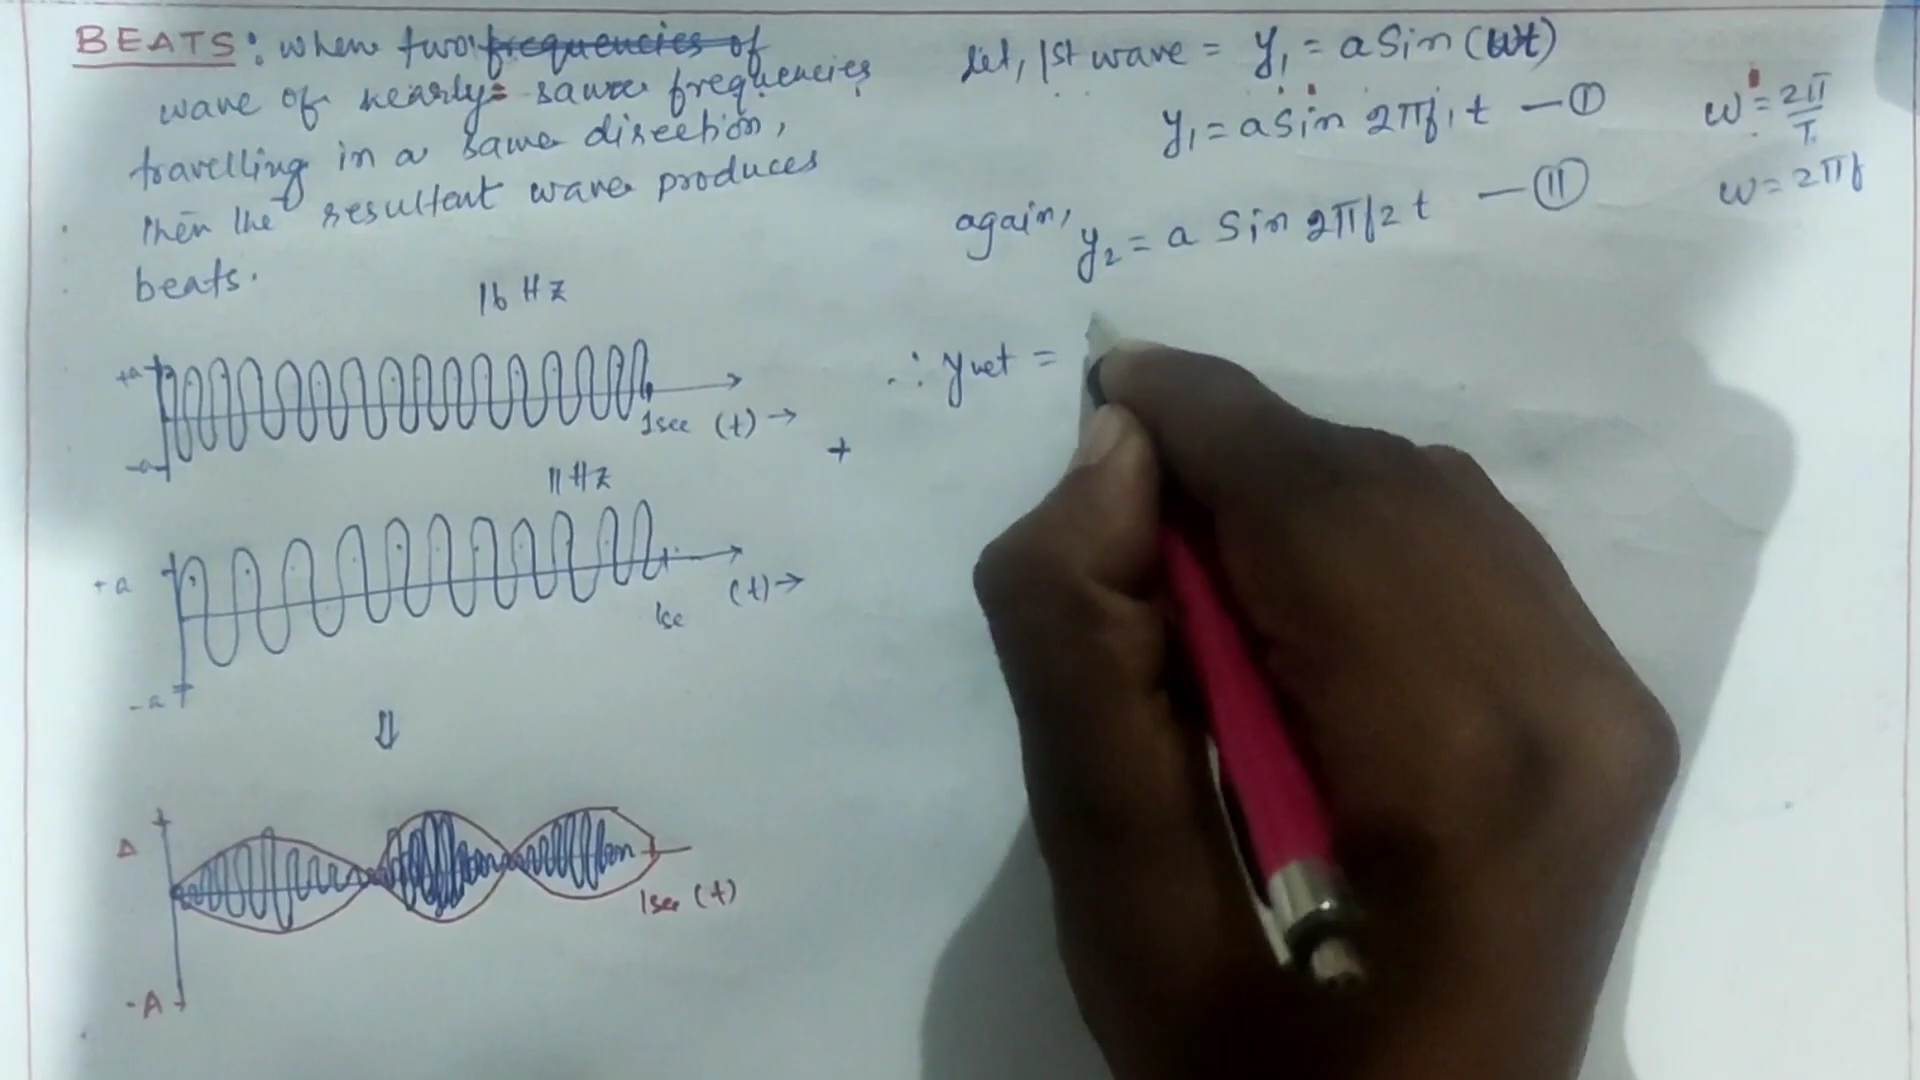 BEATS: when two frequencies of
wave of nearly same frequencies
travelling in a same direction,
then the resultant wave produces
beats.
16 Hz
+a
-a
1sec (t) →
+
11 Hz
+a
-a
1se (t) →
⇓
A
-A
1sec (t)
let, 1st wave = y₁ = a sin (wt)
y₁ = a sin 2πf₁t — Ⅰ
w = 2π/T
w = 2πf
again, y₂ = a sin 2πf2 t — Ⅱ
∴ ynet =